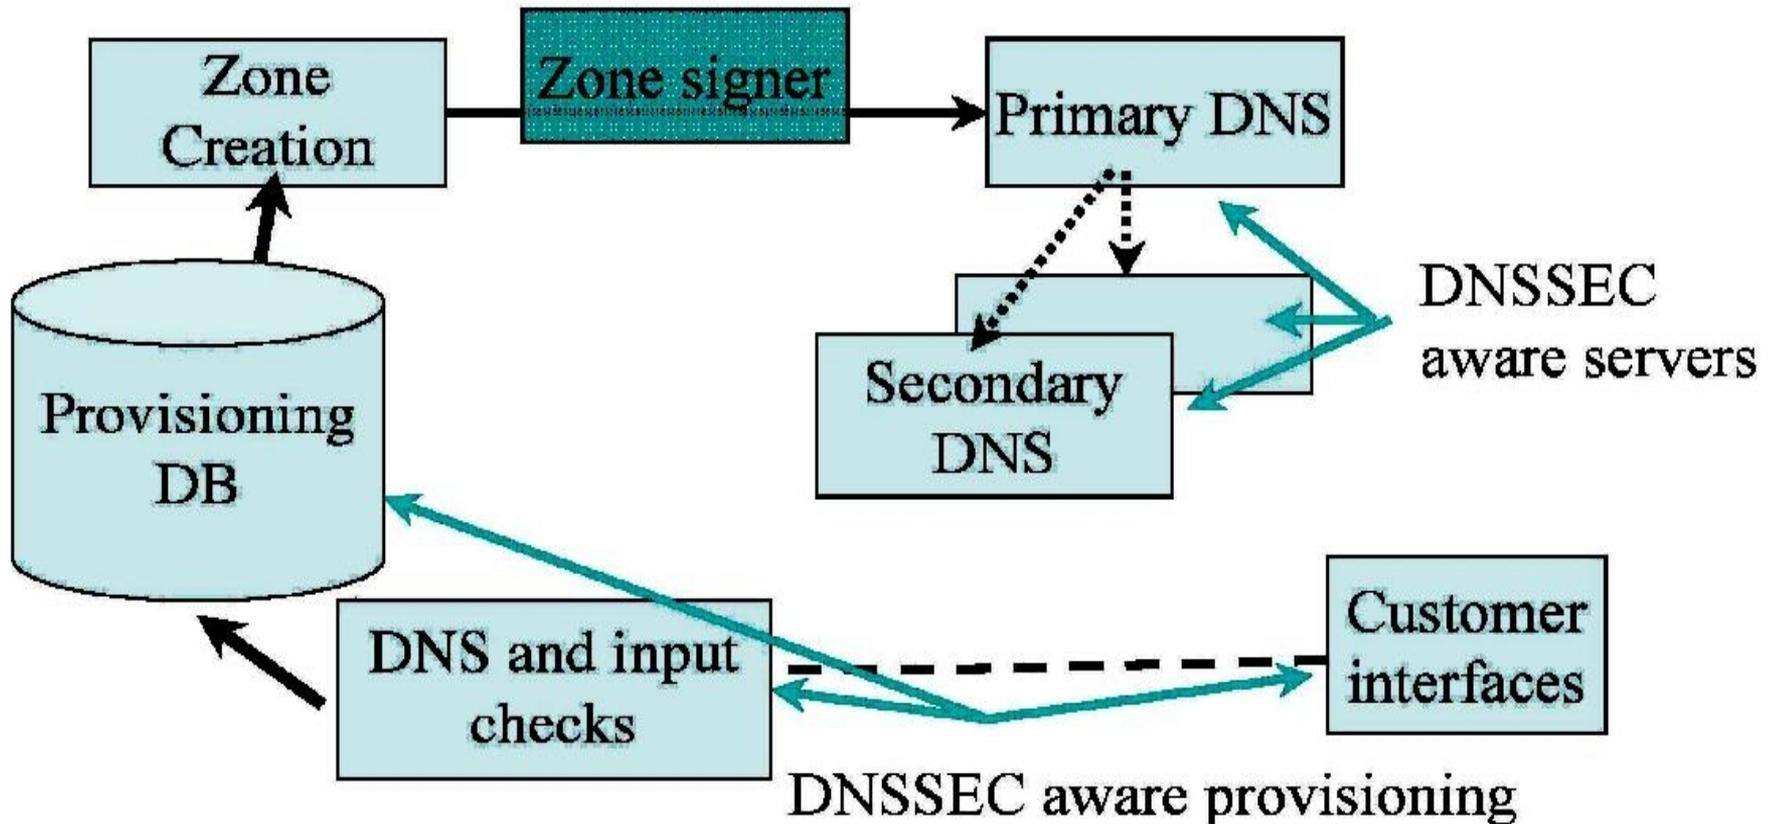 Zone
Creation
Zone signer
Primary DNS
DNSSEC
aware servers
Secondary
DNS
Provisioning
DB
Customer
interfaces
DNS and input
checks
DNSSEC aware provisioning